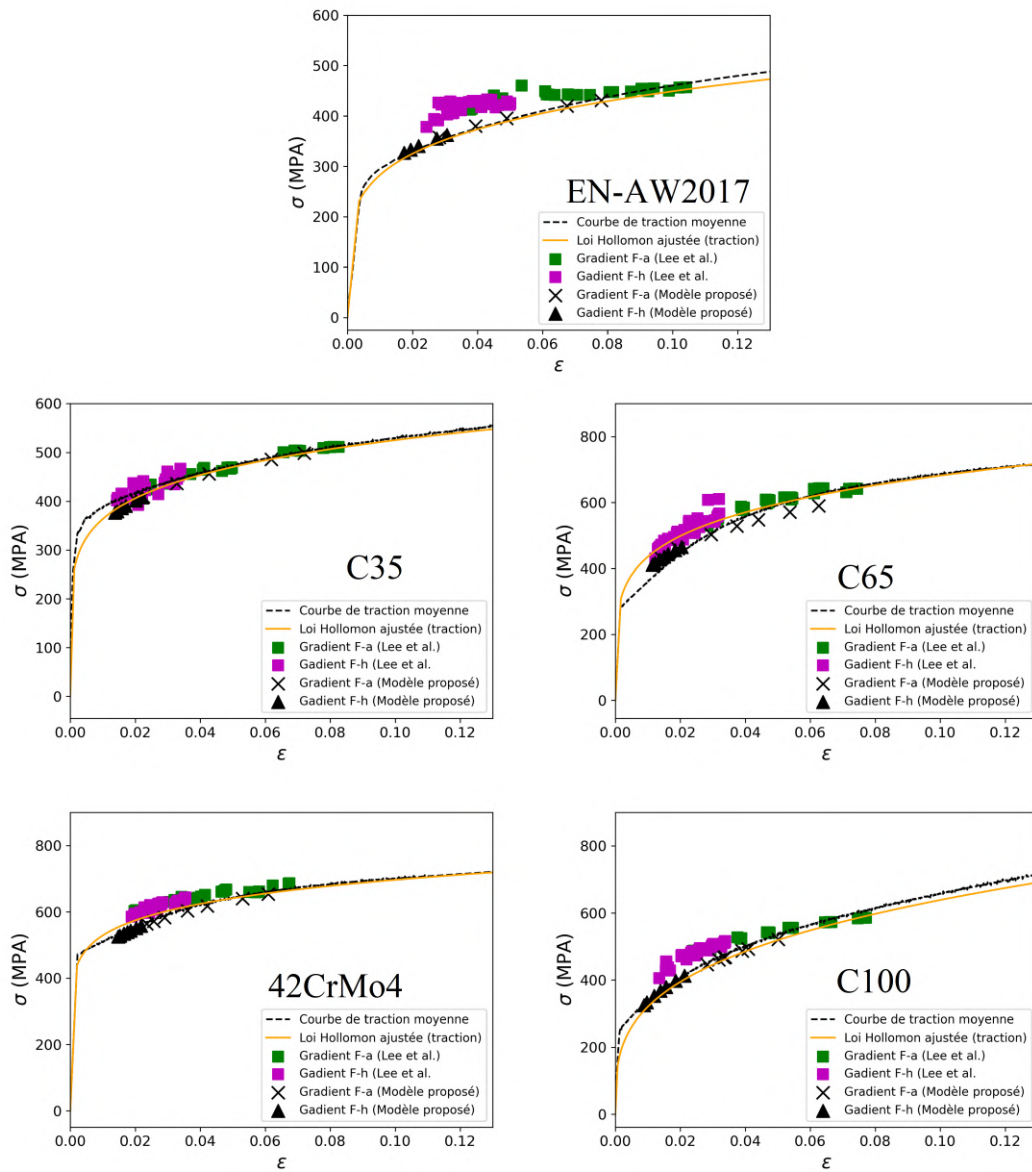 600
500
400
300
200
100
0
σ (MPA)
EN-AW2017
Courbe de traction moyenne
Loi Hollomon ajustée (traction)
Gradient F-a (Lee et al.)
Gadient F-h (Lee et al.
Gradient F-a (Modèle proposé)
Gadient F-h (Modèle proposé)
0.00 0.02 0.04 0.06 0.08 0.10 0.12
ε
600
500
400
300
200
100
0
σ (MPA)
C35
Courbe de traction moyenne
Loi Hollomon ajustée (traction)
Gradient F-a (Lee et al.)
Gadient F-h (Lee et al.
Gradient F-a (Modèle proposé)
Gadient F-h (Modèle proposé)
0.00 0.02 0.04 0.06 0.08 0.10 0.12
ε
800
600
400
200
0
σ (MPA)
C65
Courbe de traction moyenne
Loi Hollomon ajustée (traction)
Gradient F-a (Lee et al.)
Gadient F-h (Lee et al.
Gradient F-a (Modèle proposé)
Gadient F-h (Modèle proposé)
0.00 0.02 0.04 0.06 0.08 0.10 0.12
ε
800
600
400
200
0
σ (MPA)
42CrMo4
Courbe de traction moyenne
Loi Hollomon ajustée (traction)
Gradient F-a (Lee et al.)
Gadient F-h (Lee et al.
Gradient F-a (Modèle proposé)
Gadient F-h (Modèle proposé)
0.00 0.02 0.04 0.06 0.08 0.10 0.12
ε
800
600
400
200
0
σ (MPA)
C100
Courbe de traction moyenne
Loi Hollomon ajustée (traction)
Gradient F-a (Lee et al.)
Gadient F-h (Lee et al.
Gradient F-a (Modèle proposé)
Gadient F-h (Modèle proposé)
0.00 0.02 0.04 0.06 0.08 0.10 0.12
ε